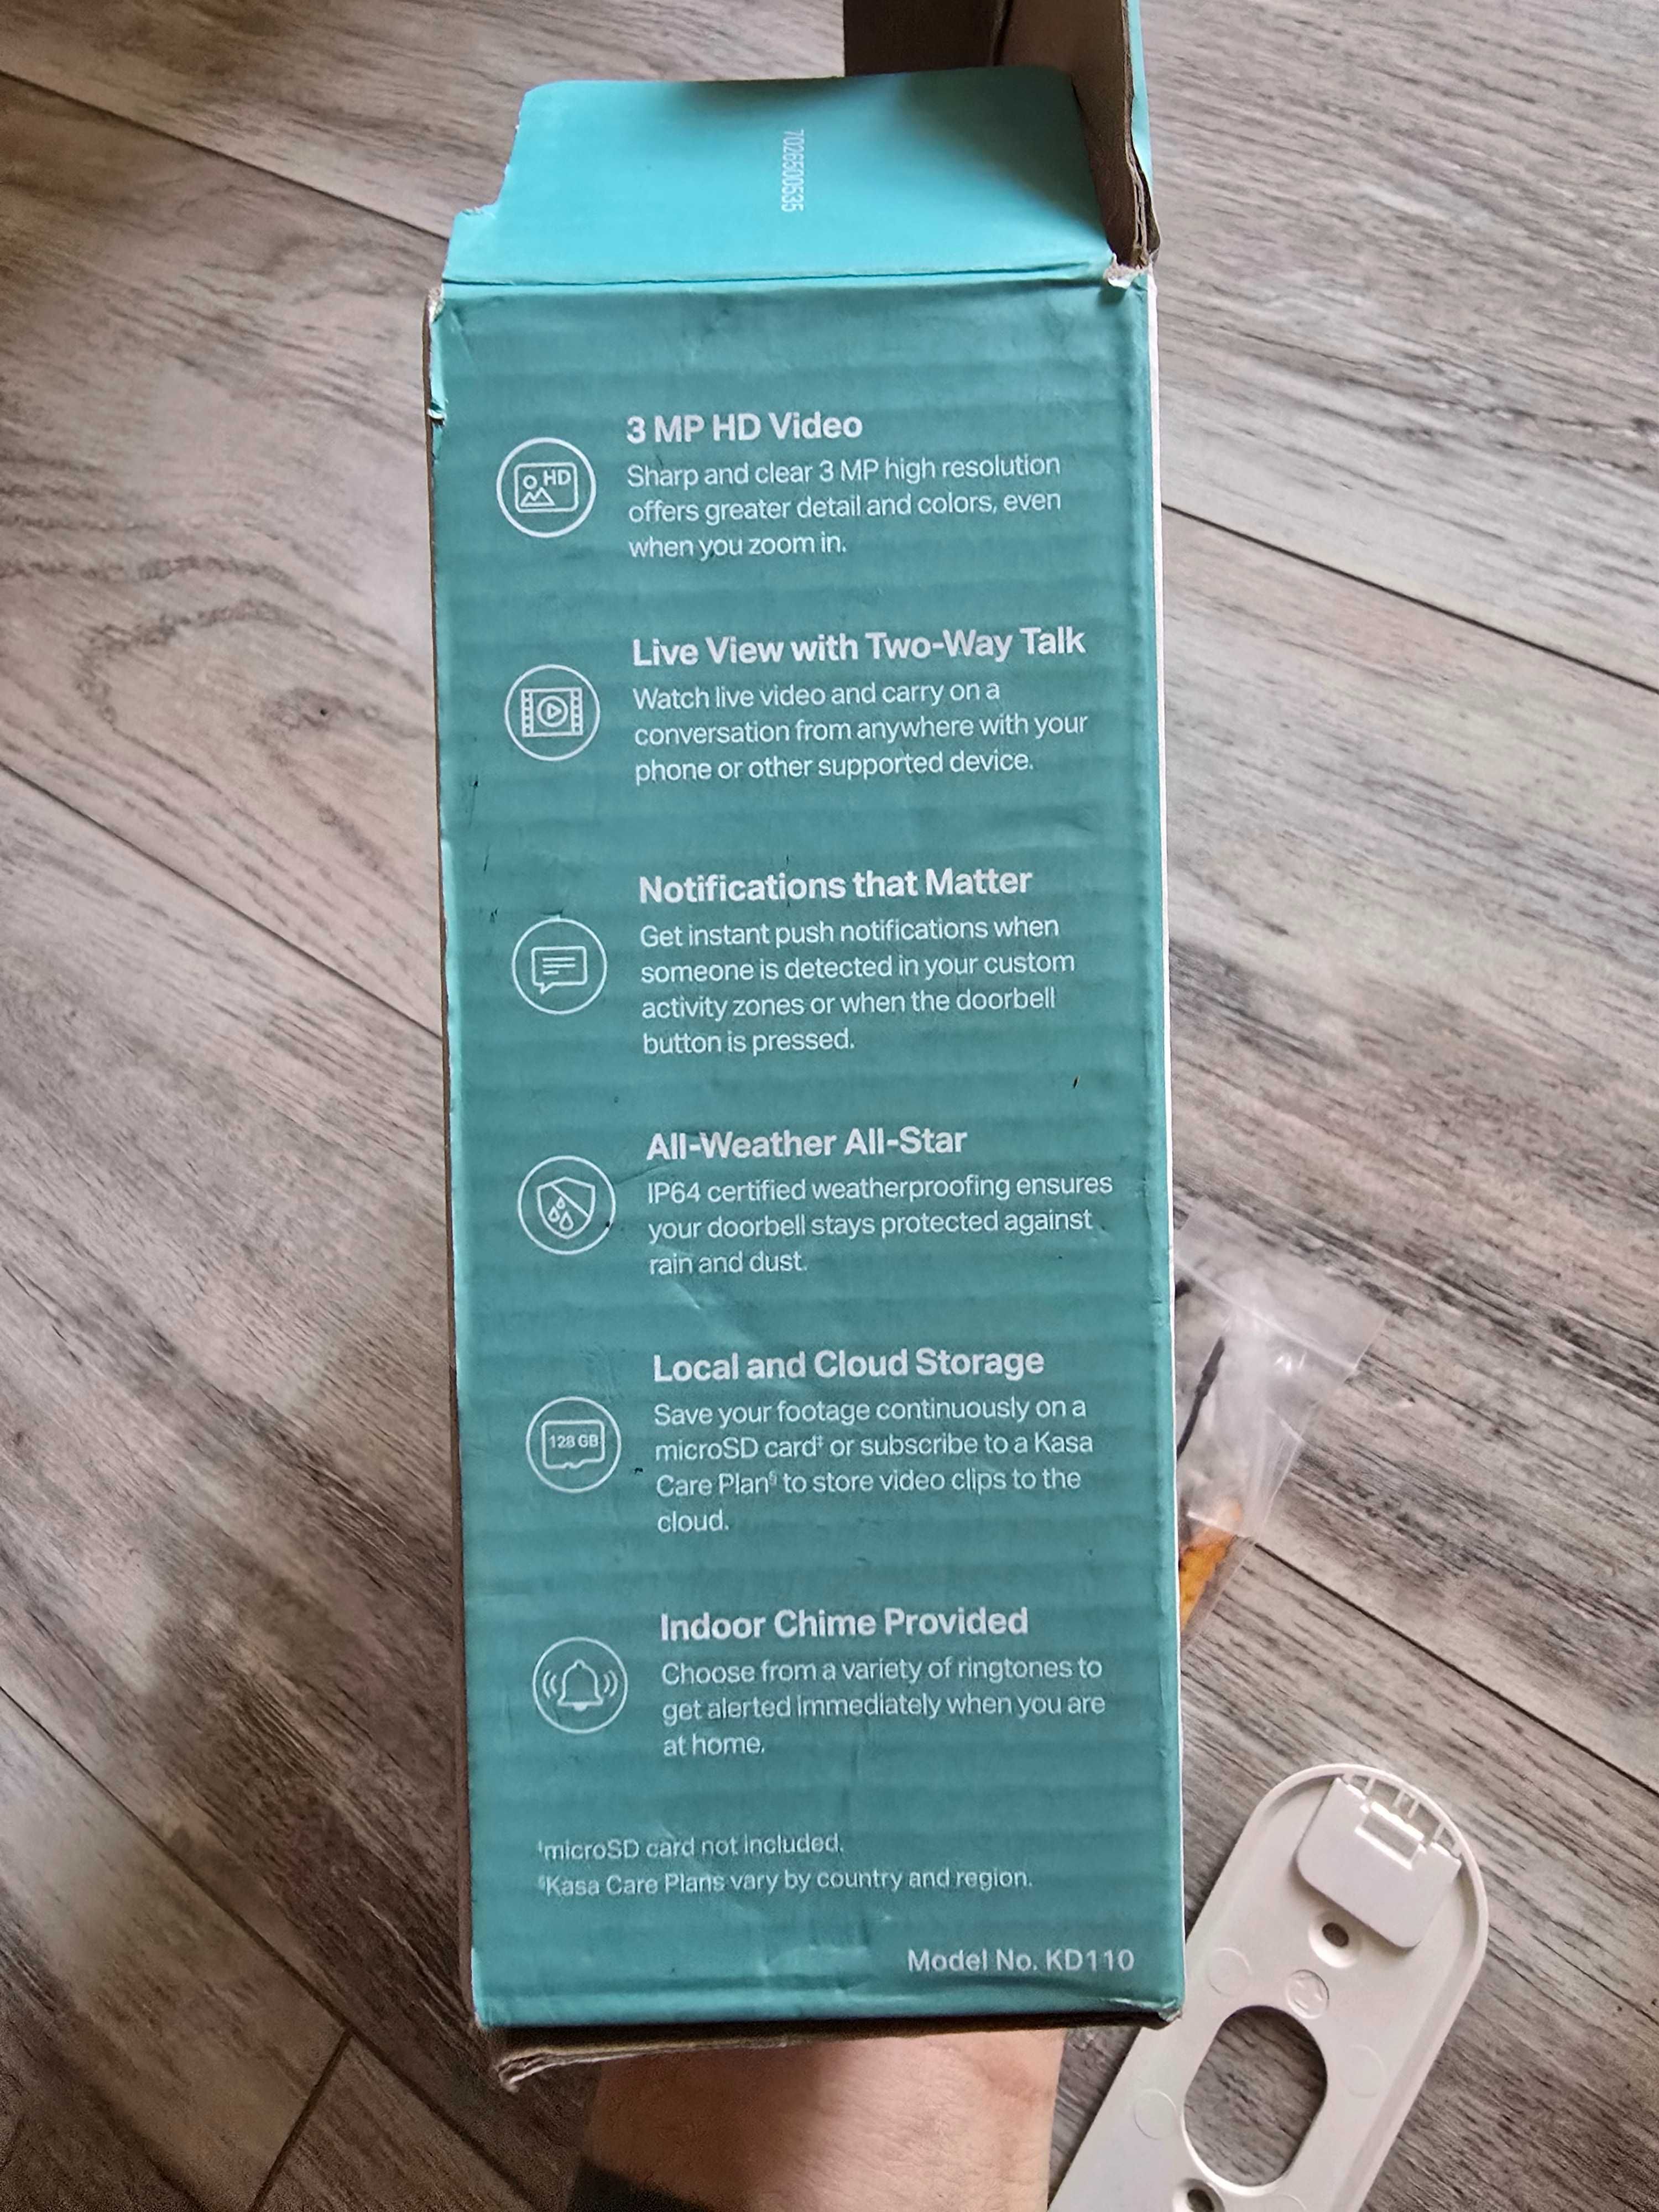 7026500535
3 MP HD Video
HD
Sharp and clear 3 MP high resolution
offers greater detail and colors, even
when you zoom in.
Live View with Two-Way Talk
Watch live video and carry on a
conversation from anywhere with your
phone or other supported device.
Notifications that Matter
Get instant push notifications when
someone is detected in your custom
activity zones or when the doorbell
button is pressed.
All-Weather All-Star
IP64 certified weatherproofing ensures
your doorbell stays protected against
rain and dust.
Local and Cloud Storage
128 GB
Save your footage continuously on a
microSD card‡ or subscribe to a Kasa
Care Plan§ to store video clips to the
cloud.
Indoor Chime Provided
Choose from a variety of ringtones to
get alerted immediately when you are
at home.
‡microSD card not included.
§Kasa Care Plans vary by country and region.
Model No. KD110